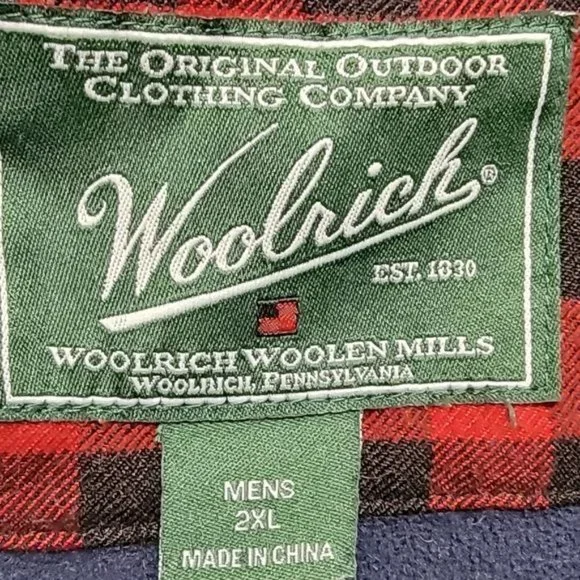 THE ORIGINAL OUTDOOR
CLOTHING COMPANY
Woolrich®
EST. 1830
WOOLRICH WOOLEN MILLS
WOOLRICH, PENNSYLVANIA
MENS
2XL
MADE IN CHINA